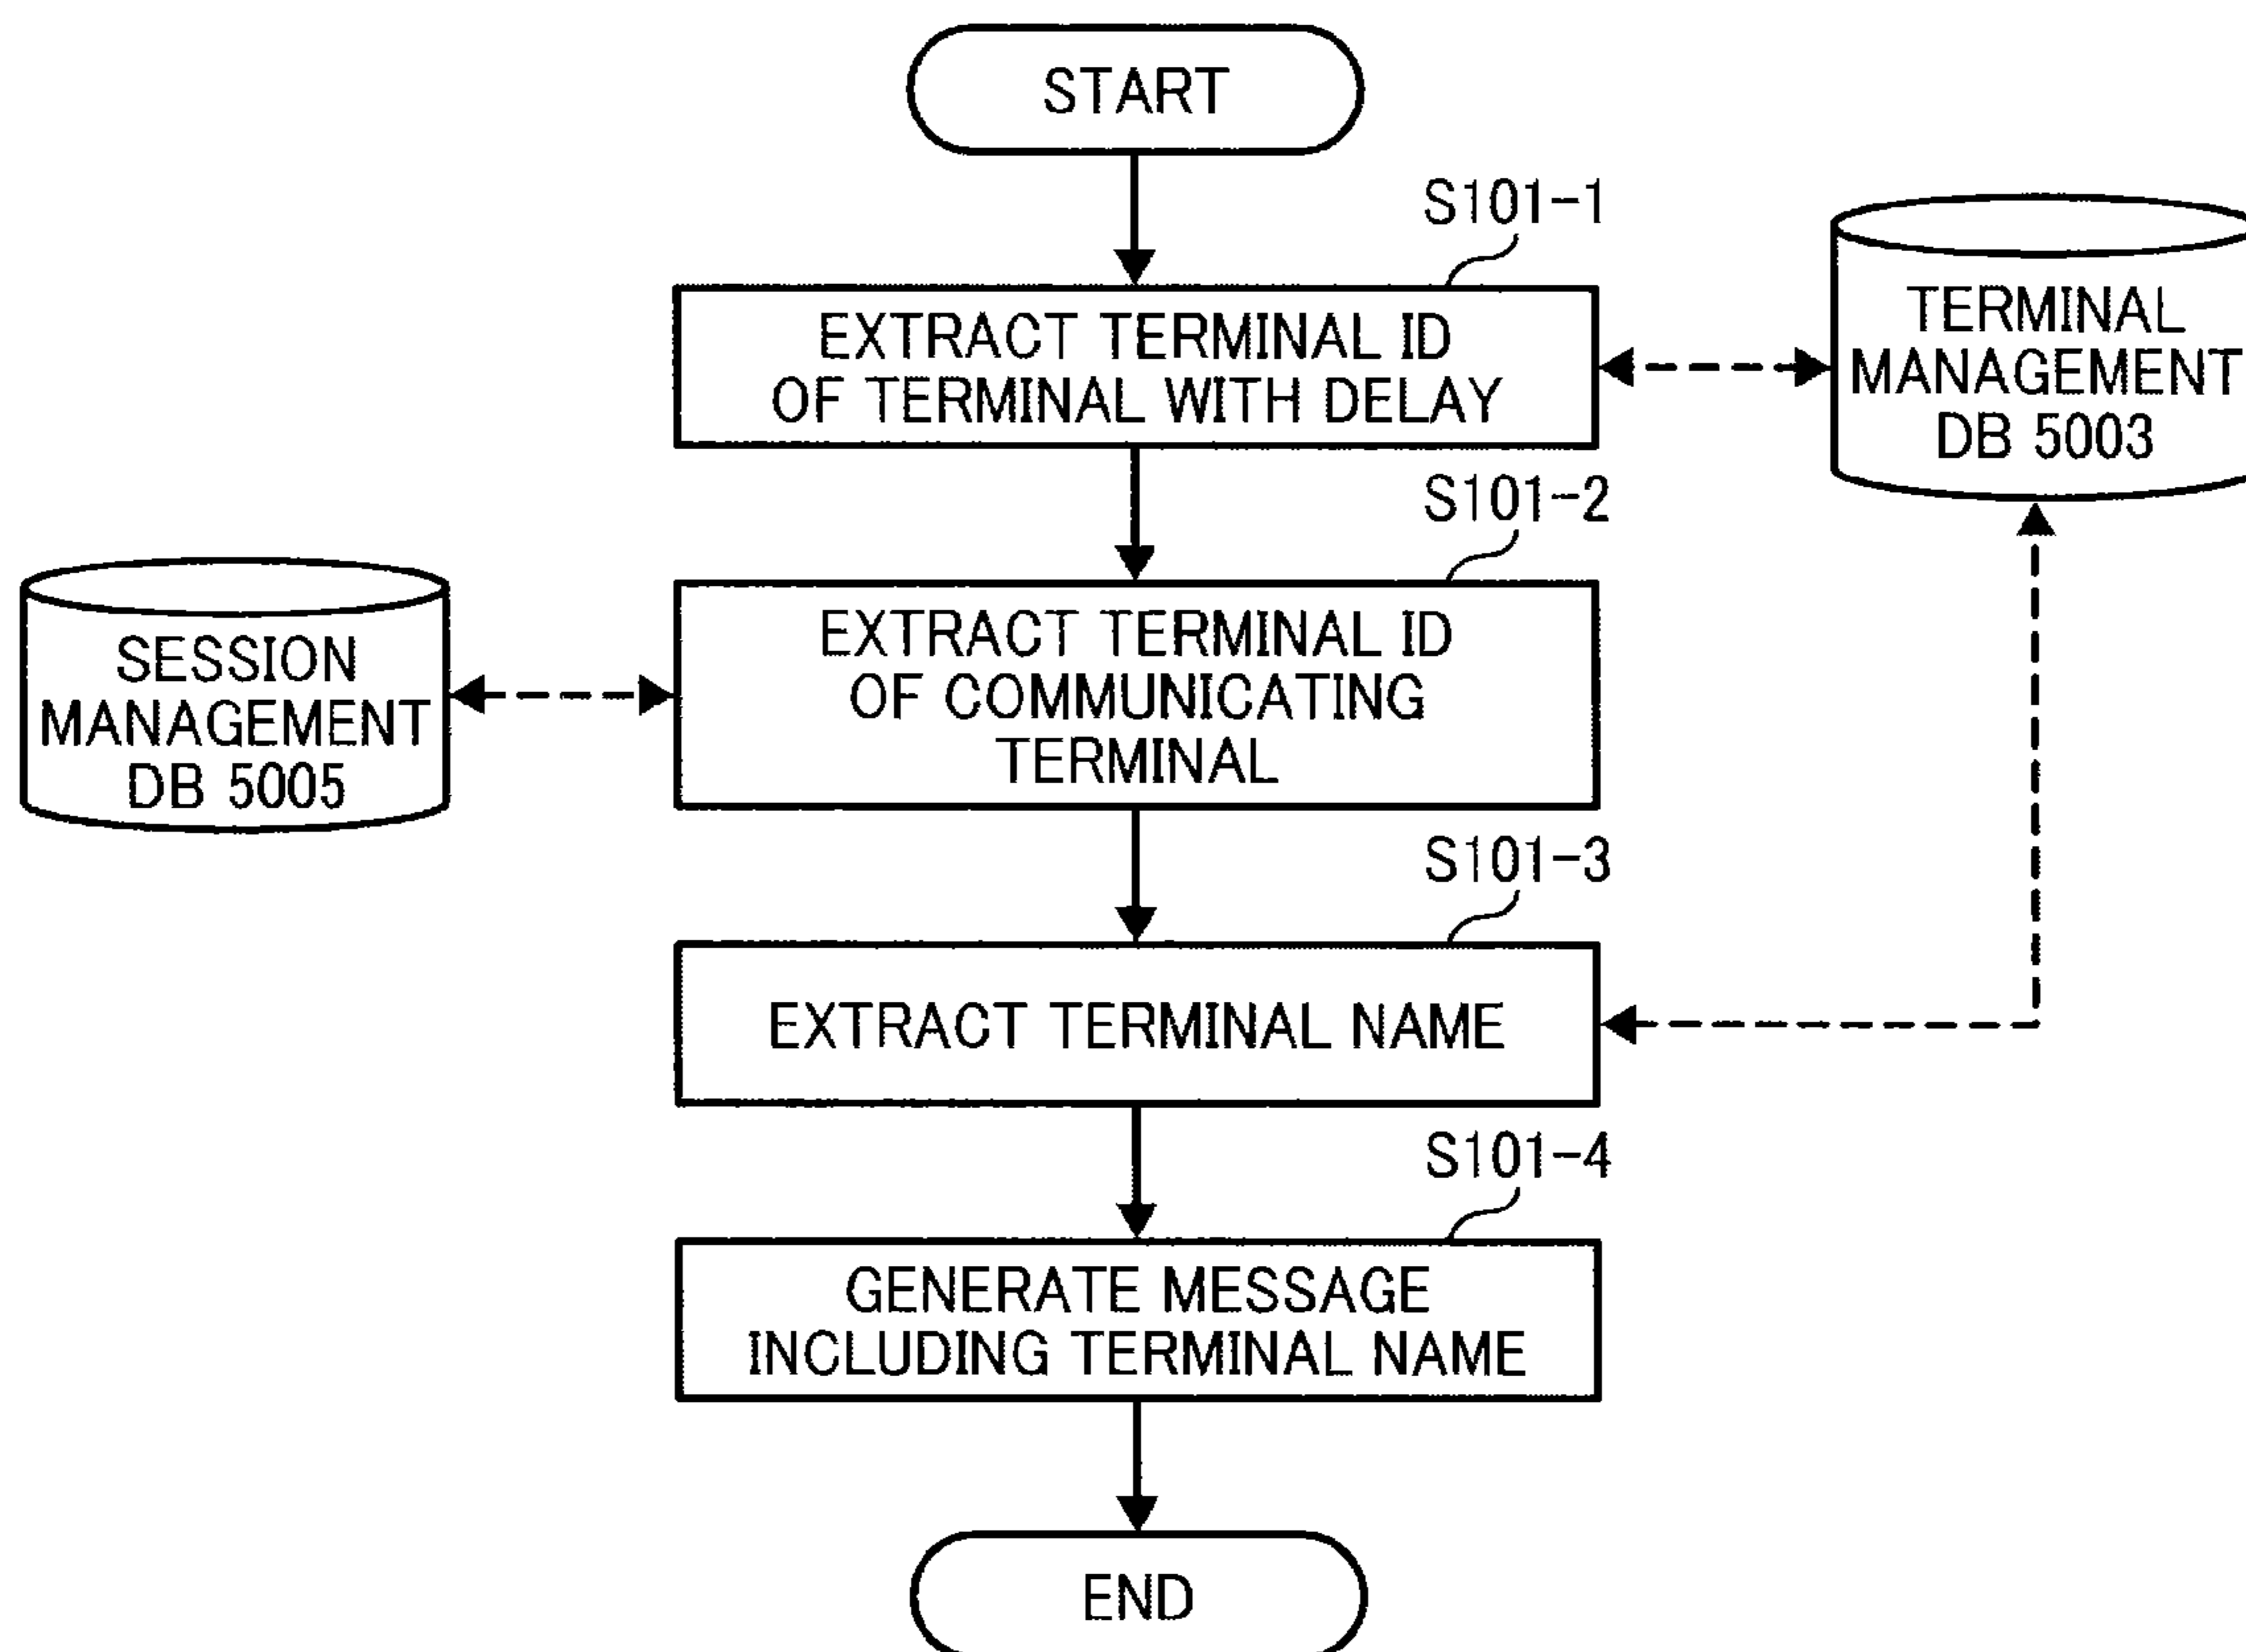 START
S101-1
EXTRACT TERMINAL ID
OF TERMINAL WITH DELAY
TERMINAL
MANAGEMENT
DB 5003
S101-2
EXTRACT TERMINAL ID
OF COMMUNICATING
TERMINAL
SESSION
MANAGEMENT
DB 5005
S101-3
EXTRACT TERMINAL NAME
S101-4
GENERATE MESSAGE
INCLUDING TERMINAL NAME
END